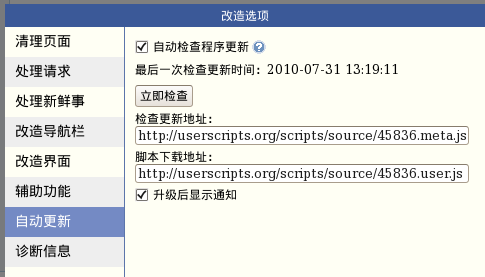 改造选项
清理页面
处理请求
处理新鲜事
改造导航栏
改造界面
辅助功能
自动更新
诊断信息
自动检查程序更新 ?
最后一次检查更新时间：2010-07-31 13:19:11
立即检查
检查更新地址：
http://userscripts.org/scripts/source/45836.meta.js
脚本下载地址：
http://userscripts.org/scripts/source/45836.user.js
升级后显示通知